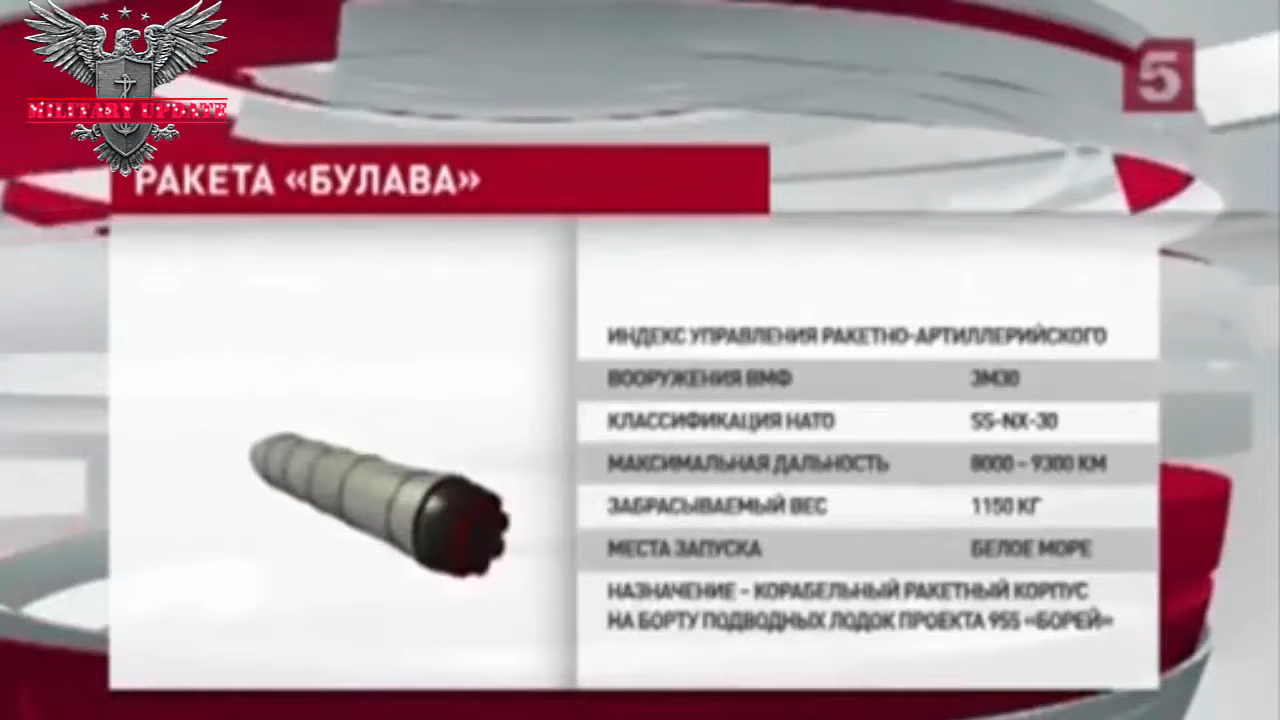 MILITARY UPDATE
5
РАКЕТА «БУЛАВА»
ИНДЕКС УПРАВЛЕНИЯ РАКЕТНО-АРТИЛЛЕРИЙСКОГО
ВООРУЖЕНИЯ ВМФ 3М30
КЛАССИФИКАЦИЯ НАТО SS-NX-30
МАКСИМАЛЬНАЯ ДАЛЬНОСТЬ 8000 - 9300 КМ
ЗАБРАСЫВАЕМЫЙ ВЕС 1150 КГ
МЕСТА ЗАПУСКА БЕЛОЕ МОРЕ
НАЗНАЧЕНИЕ - КОРАБЕЛЬНЫЙ РАКЕТНЫЙ КОРПУС
НА БОРТУ ПОДВОДНЫХ ЛОДОК ПРОЕКТА 955 «БОРЕЙ»